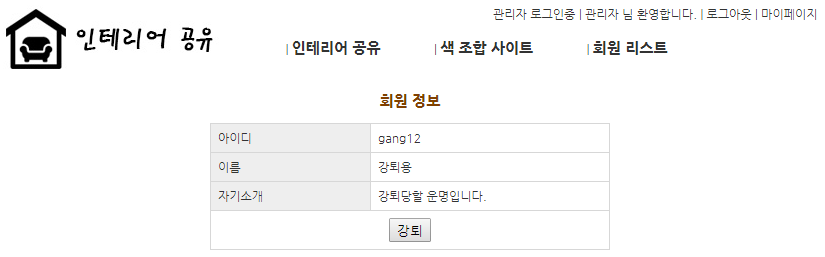 관리자 로그인중 | 관리자 님 환영합니다. | 로그아웃 | 마이페이지
인테리어 공유
| 인테리어 공유 | 색 조합 사이트 | 회원 리스트
회원 정보
아이디 gang12
이름 강퇴용
자기소개 강퇴당할 운명입니다.
강퇴